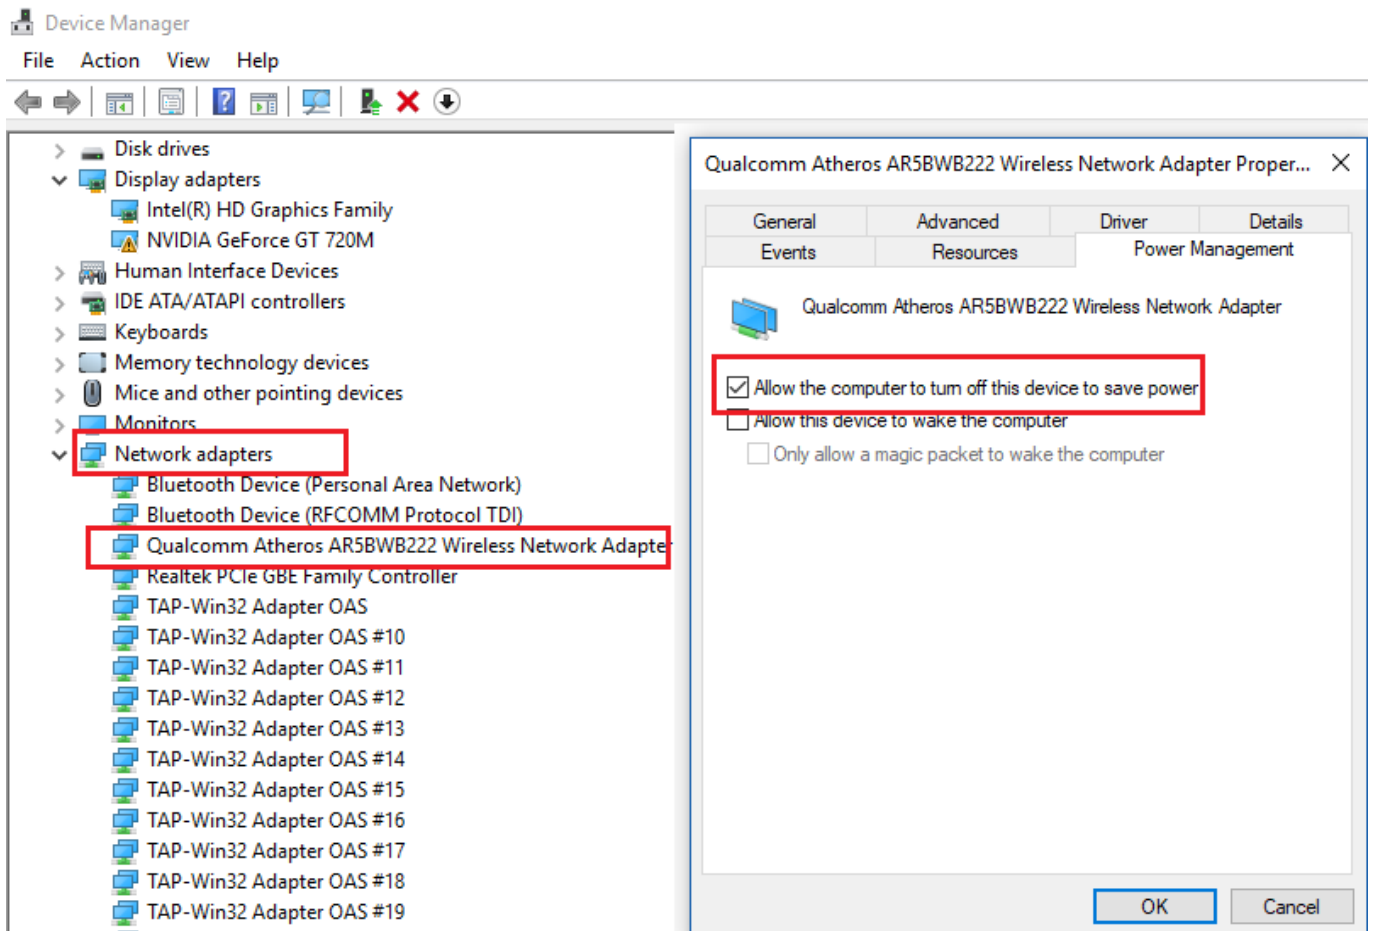 Device Manager
File Action View Help
Disk drives
Display adapters
Intel(R) HD Graphics Family
NVIDIA GeForce GT 720M
Human Interface Devices
IDE ATA/ATAPI controllers
Keyboards
Memory technology devices
Mice and other pointing devices
Monitors
Network adapters
Bluetooth Device (Personal Area Network)
Bluetooth Device (RFCOMM Protocol TDI)
Qualcomm Atheros AR5BWB222 Wireless Network Adapter
Realtek PCIe GBE Family Controller
TAP-Win32 Adapter OAS
TAP-Win32 Adapter OAS #10
TAP-Win32 Adapter OAS #11
TAP-Win32 Adapter OAS #12
TAP-Win32 Adapter OAS #13
TAP-Win32 Adapter OAS #14
TAP-Win32 Adapter OAS #15
TAP-Win32 Adapter OAS #16
TAP-Win32 Adapter OAS #17
TAP-Win32 Adapter OAS #18
TAP-Win32 Adapter OAS #19
Qualcomm Atheros AR5BWB222 Wireless Network Adapter Proper...
General Advanced Driver Details
Events Resources Power Management
Qualcomm Atheros AR5BWB222 Wireless Network Adapter
Allow the computer to turn off this device to save power
Allow this device to wake the computer
Only allow a magic packet to wake the computer
OK Cancel